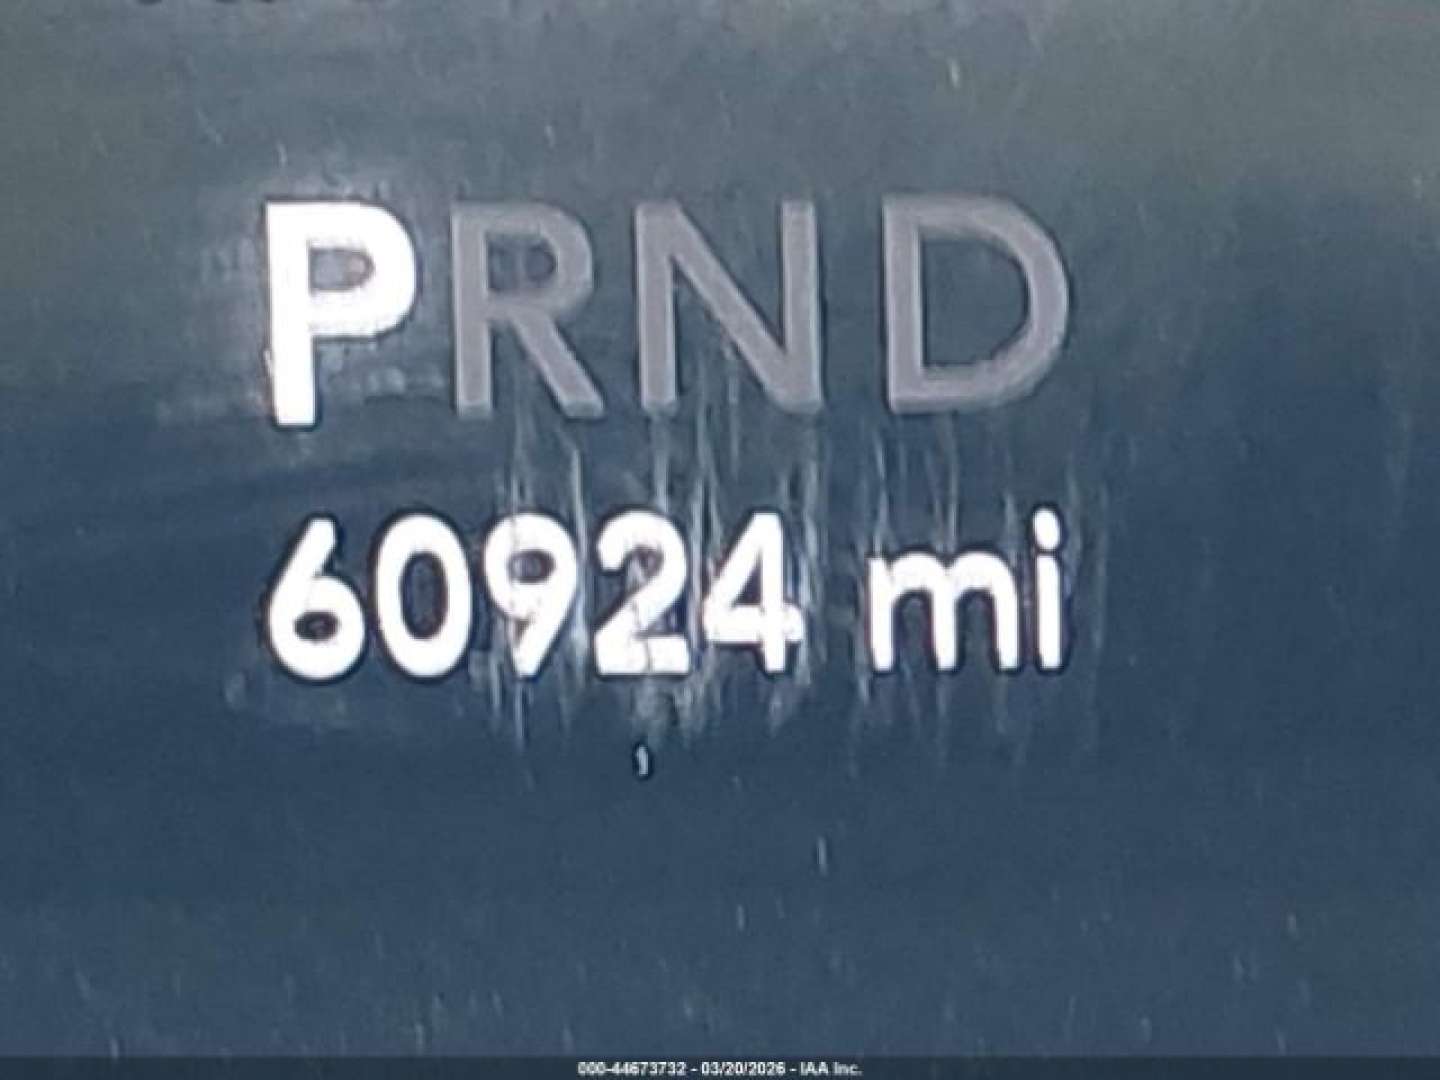 PRND
60924 mi
000-44673732 - 03/20/2026 - IAA Inc.